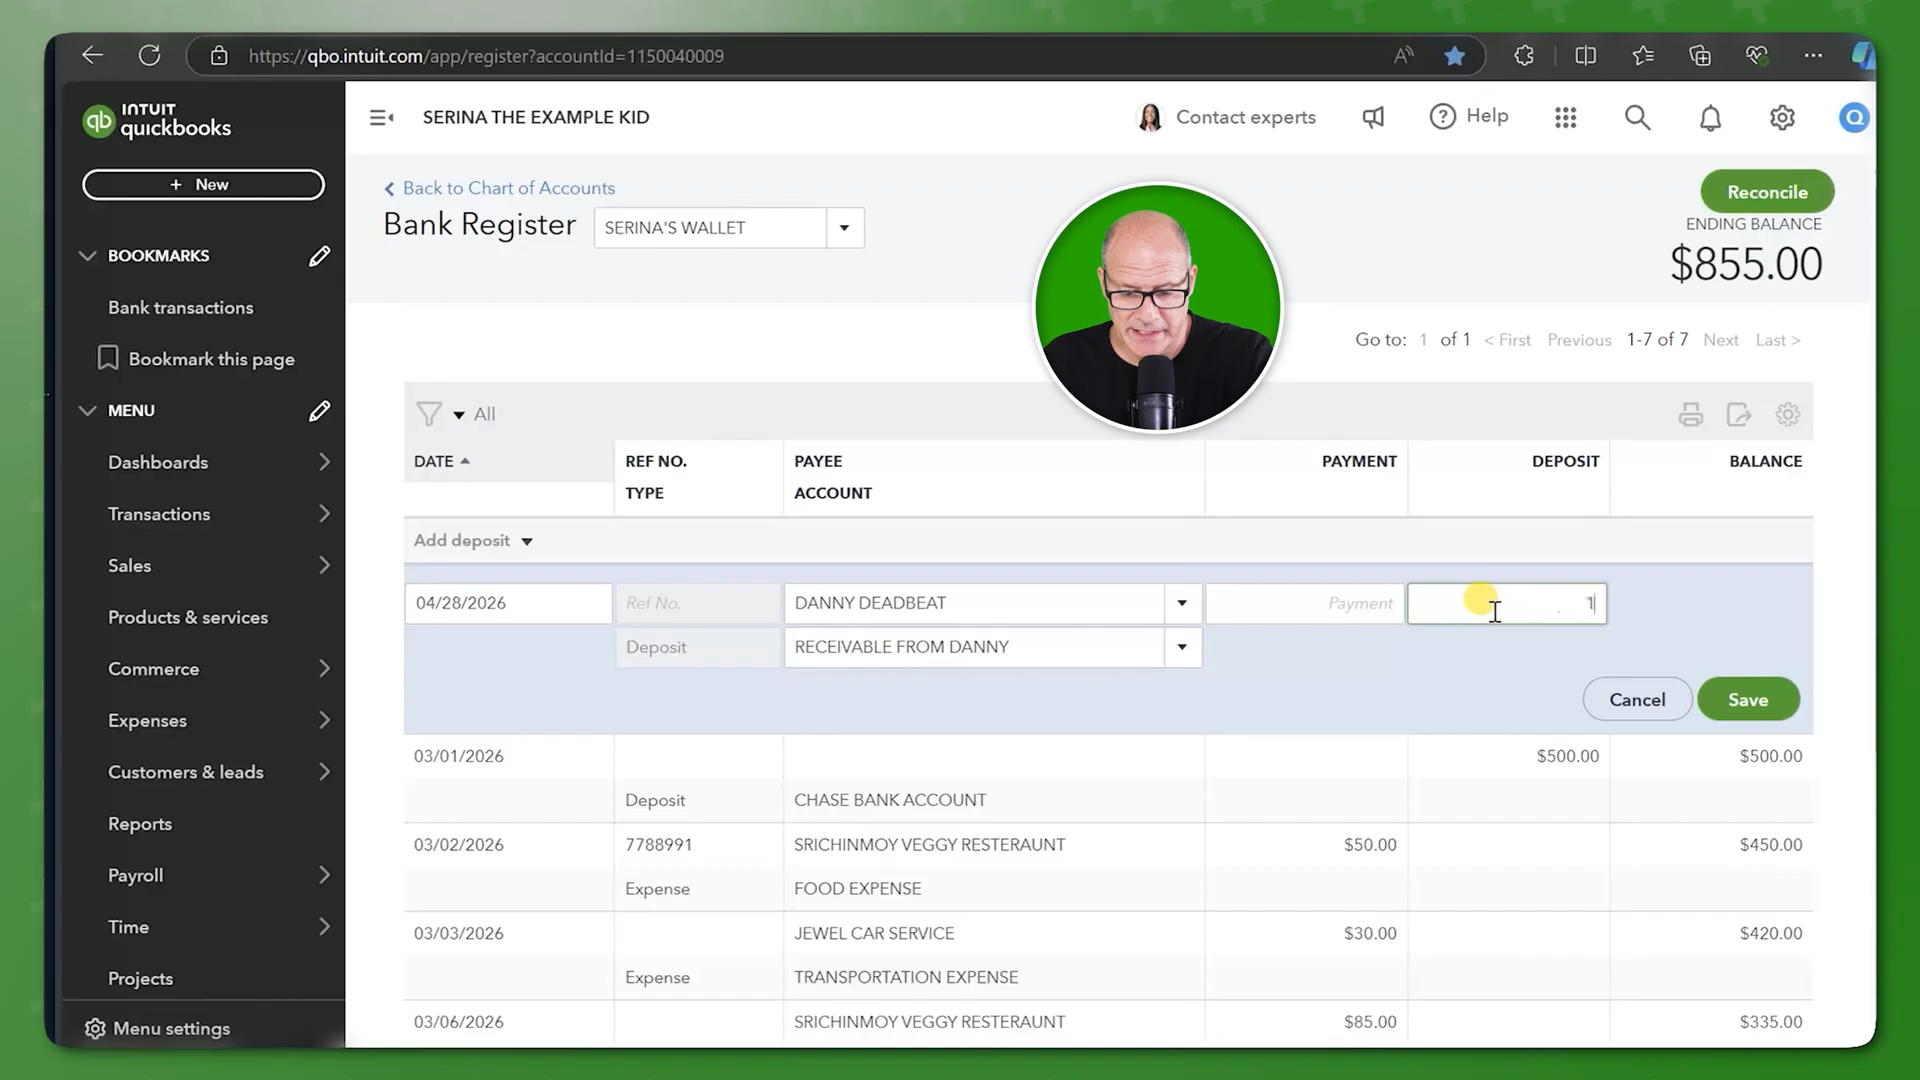 https://qbo.intuit.com/app/register?accountId=1150040009
INTUIT
quickbooks
SERINA THE EXAMPLE KID
Contact experts
Help
Q
+ New
BOOKMARKS
Bank transactions
Bookmark this page
MENU
Dashboards
Transactions
Sales
Products & services
Commerce
Expenses
Customers & leads
Reports
Payroll
Time
Projects
Menu settings
Back to Chart of Accounts
Bank Register
SERINA'S WALLET
Reconcile
ENDING BALANCE
$855.00
Go to: 1 of 1 < First Previous 1-7 of 7 Next Last >
All
DATE REF NO. PAYEE PAYMENT DEPOSIT BALANCE
TYPE ACCOUNT
Add deposit
04/28/2026 Ref No. DANNY DEADBEAT Payment 1
Deposit RECEIVABLE FROM DANNY
Cancel Save
03/01/2026 $500.00 $500.00
Deposit CHASE BANK ACCOUNT
03/02/2026 7788991 SRICHINMOY VEGGY RESTERAUNT $50.00 $450.00
Expense FOOD EXPENSE
03/03/2026 JEWEL CAR SERVICE $30.00 $420.00
Expense TRANSPORTATION EXPENSE
03/06/2026 SRICHINMOY VEGGY RESTERAUNT $85.00 $335.00